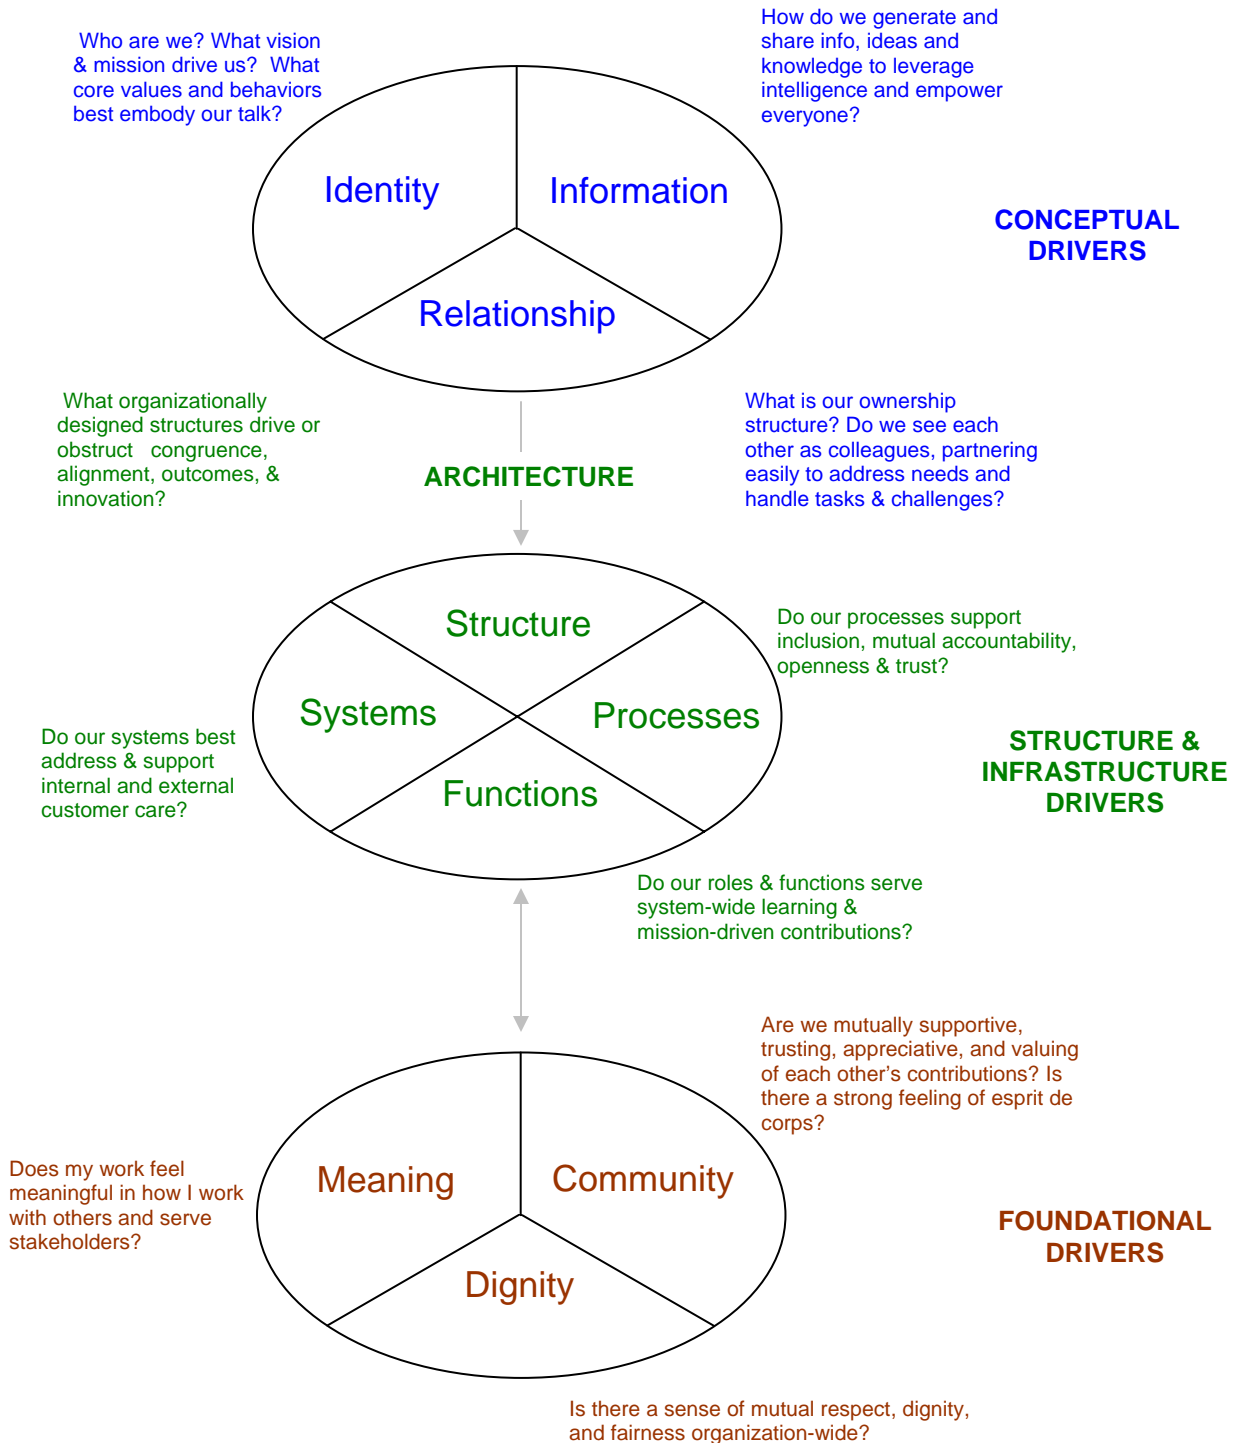 Who are we? What vision
& mission drive us?  What
core values and behaviors
best embody our talk?
How do we generate and
share info, ideas and
knowledge to leverage
intelligence and empower
everyone?
Identity
Information
Relationship
CONCEPTUAL
DRIVERS
What organizationally
designed structures drive or
obstruct   congruence,
alignment, outcomes, &
innovation?
ARCHITECTURE
What is our ownership
structure? Do we see each
other as colleagues, partnering
easily to address needs and
handle tasks & challenges?
Structure
Systems
Processes
Functions
Do our processes support
inclusion, mutual accountability,
openness & trust?
Do our systems best
address & support
internal and external
customer care?
STRUCTURE &
INFRASTRUCTURE
DRIVERS
Do our roles & functions serve
system-wide learning &
mission-driven contributions?
Are we mutually supportive,
trusting, appreciative, and valuing
of each other’s contributions? Is
there a strong feeling of esprit de
corps?
Does my work feel
meaningful in how I work
with others and serve
stakeholders?
Meaning
Community
Dignity
FOUNDATIONAL
DRIVERS
Is there a sense of mutual respect, dignity,
and fairness organization-wide?